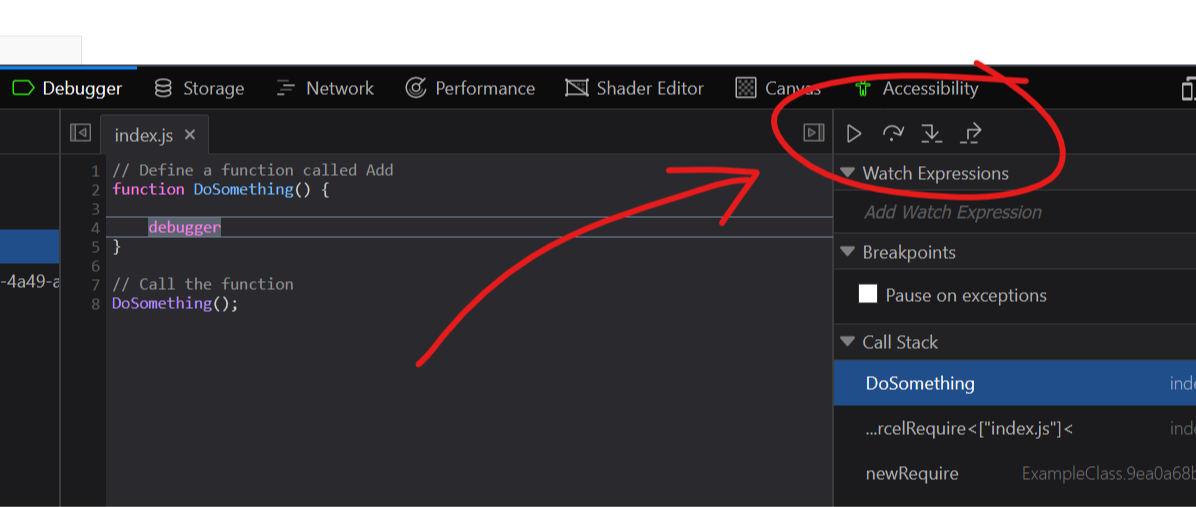 Debugger Storage Network Performance Shader Editor Canvas Accessibility
index.js ×
1 // Define a function called Add
2 function DoSomething() {
3
4 debugger
5 }
6
7 // Call the function
8 DoSomething();
-4a49-a
Watch Expressions
Add Watch Expression
Breakpoints
Pause on exceptions
Call Stack
DoSomething inde
...rcelRequire<["index.js"]< inde
newRequire ExampleClass.9ea0a68b